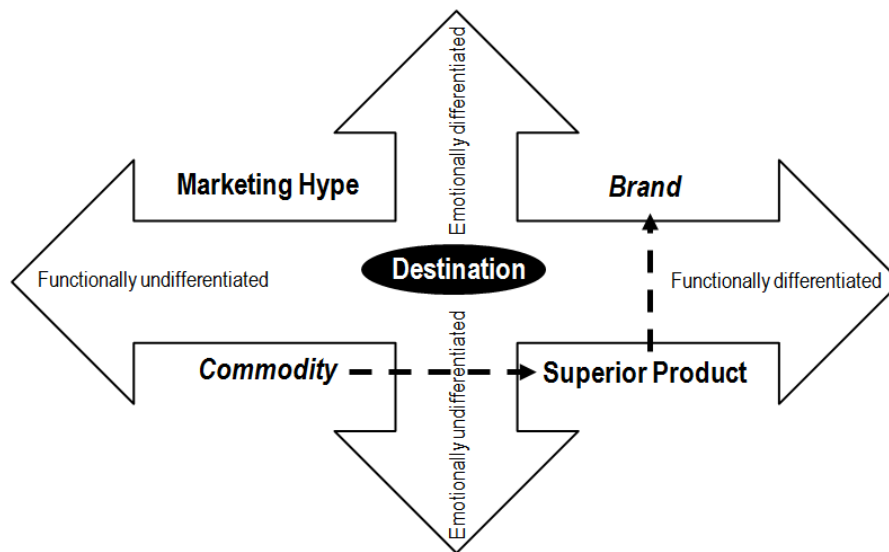 Emotionally differentiated
Marketing Hype
Brand
Destination
Functionally undifferentiated
Functionally differentiated
Commodity
Superior Product
Emotionally undifferentiated